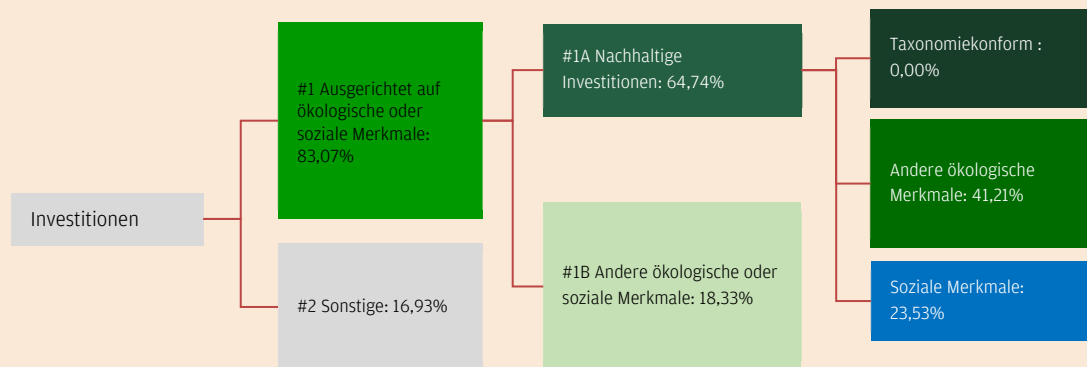 Investitionen
#1 Ausgerichtet auf
ökologische oder
soziale Merkmale:
83,07%
#2 Sonstige: 16,93%
#1A Nachhaltige
Investitionen: 64,74%
#1B Andere ökologische oder
soziale Merkmale: 18,33%
Taxonomiekonform :
0,00%
Andere ökologische
Merkmale: 41,21%
Soziale Merkmale:
23,53%